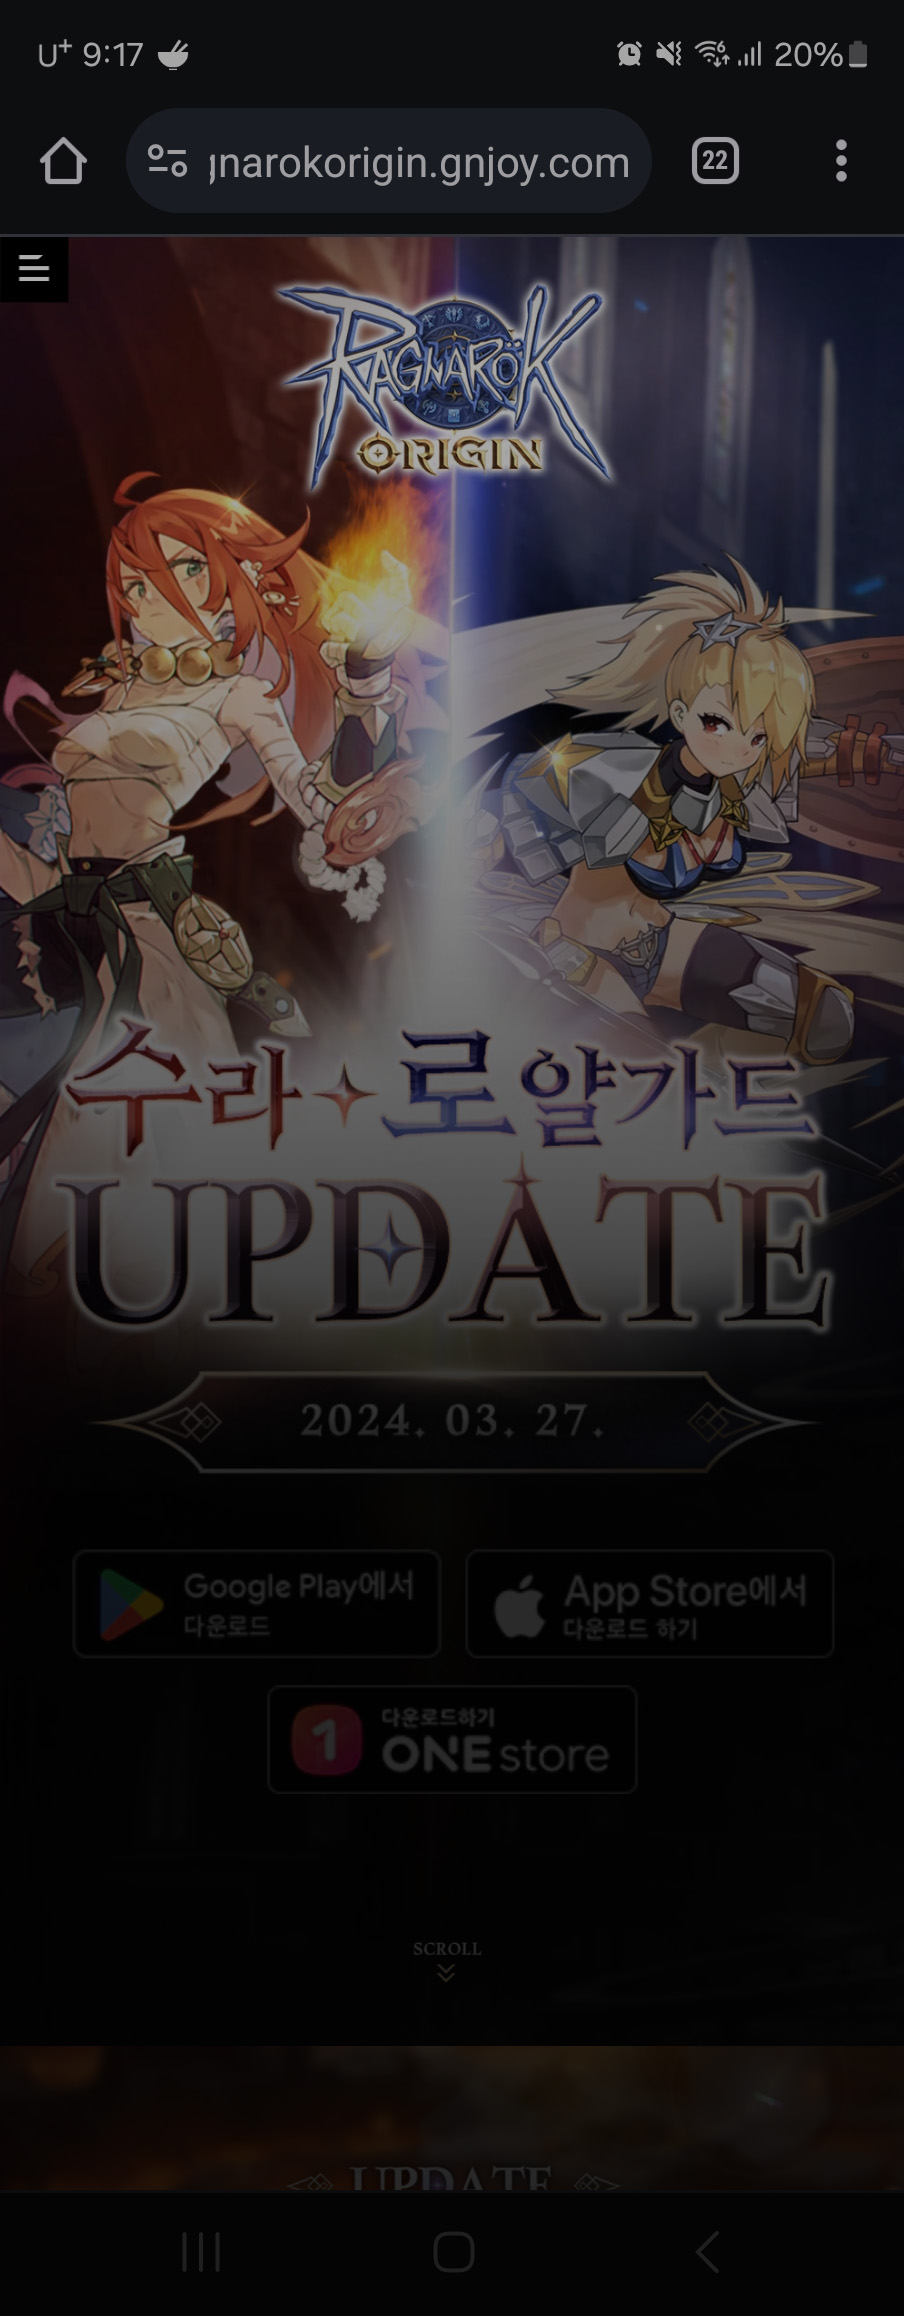 U+ 9:17 20%
gnarokorigin.gnjoy.com 22
RAGNARÖK
ORIGIN
수라 로얄가드
UPDATE
2024. 03. 27.
Google Play에서
다운로드
App Store에서
다운로드 하기
다운로드하기
ONE store
SCROLL
UPDATE